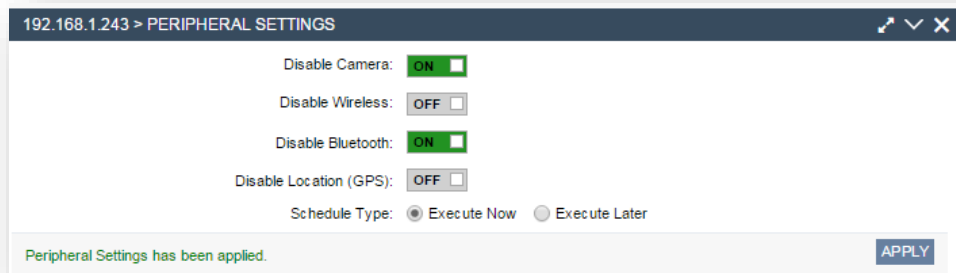 192.168.1.243 > PERIPHERAL SETTINGS
Disable Camera: ON
Disable Wireless: OFF
Disable Bluetooth: ON
Disable Location (GPS): OFF
Schedule Type: Execute Now Execute Later
Peripheral Settings has been applied. APPLY